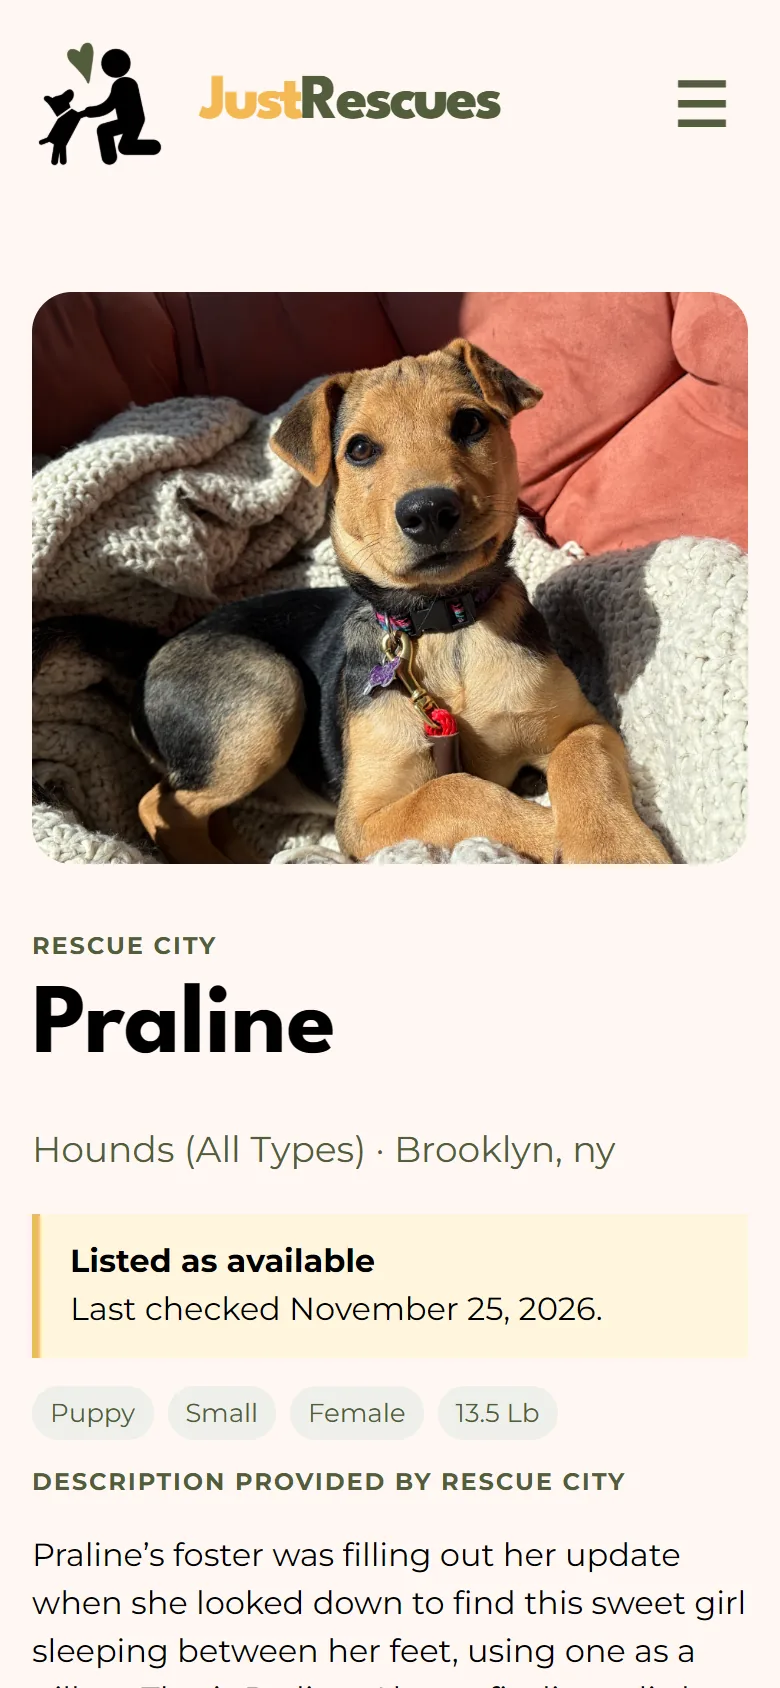 JustRescues
RESCUE CITY
Praline
Hounds (All Types) · Brooklyn, ny
Listed as available
Last checked November 25, 2026.
Puppy Small Female 13.5 Lb
DESCRIPTION PROVIDED BY RESCUE CITY
Praline’s foster was filling out her update
when she looked down to find this sweet girl
sleeping between her feet, using one as a